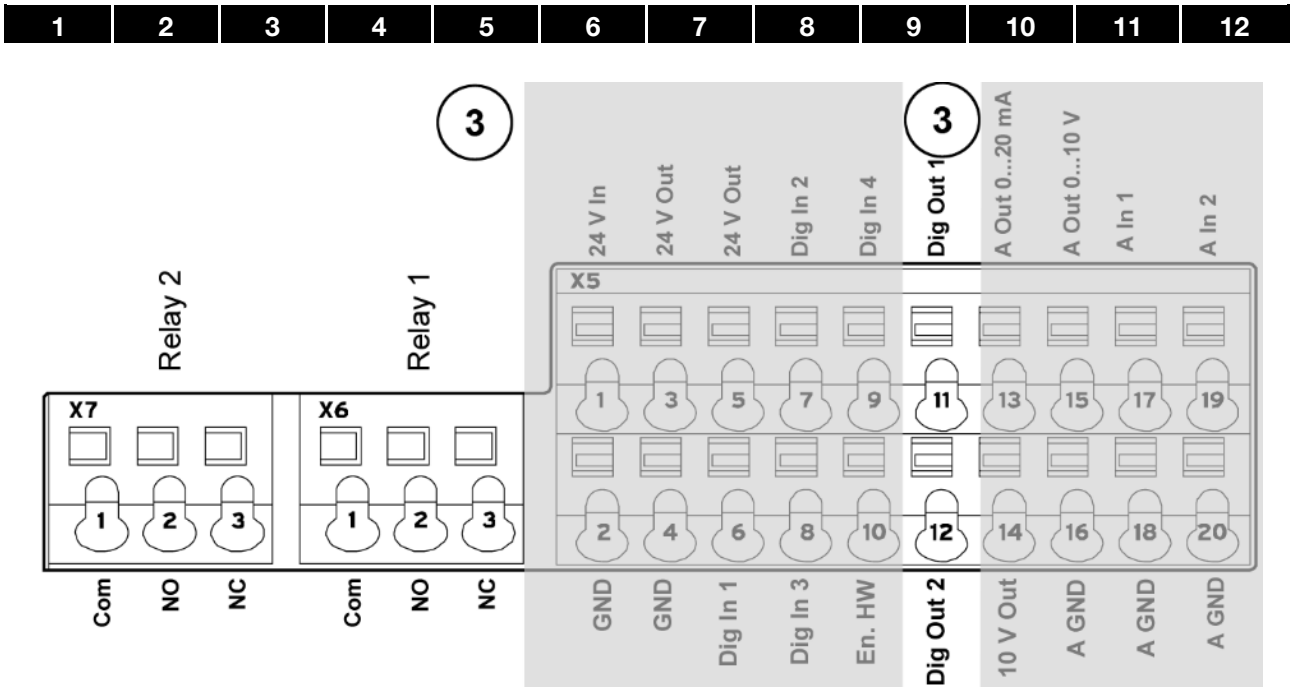 1 2 3 4 5 6 7 8 9 10 11 12
3 3
24 V In
24 V Out
24 V Out
Dig In 2
Dig In 4
Dig Out 1
A Out 0...20 mA
A Out 0...10 V
A In 1
A In 2
Relay 2
Relay 1
X5
1 3 5 7 9 11 13 15 17 19
X7
X6
1 2 3 1 2 3 2 4 6 8 10 12 14 16 18 20
Com
NO
NC
Com
NO
NC
GND
GND
Dig In 1
Dig In 3
En. HW
Dig Out 2
10 V Out
A GND
A GND
A GND